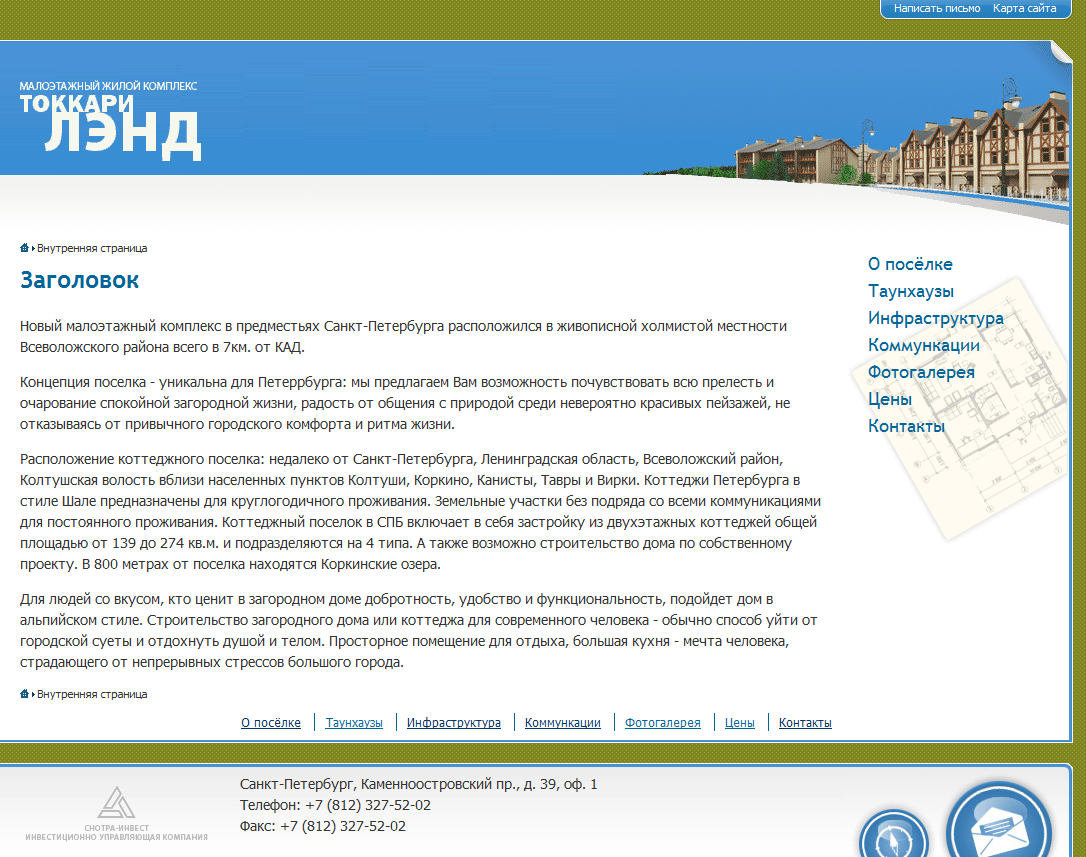 Написать письмо Карта сайта
МАЛОЭТАЖНЫЙ ЖИЛОЙ КОМПЛЕКС
ТОККАРИ
ЛЭНД
Внутренняя страница
Заголовок
Новый малоэтажный комплекс в предместьях Санкт-Петербурга расположился в живописной холмистой местности
Всеволожского района всего в 7км. от КАД.
Концепция поселка - уникальна для Петеррбурга: мы предлагаем Вам возможность почувствовать всю прелесть и
очарование спокойной загородной жизни, радость от общения с природой среди невероятно красивых пейзажей, не
отказываясь от привычного городского комфорта и ритма жизни.
Расположение коттеджного поселка: недалеко от Санкт-Петербурга, Ленинградская область, Всеволожский район,
Колтушская волость вблизи населенных пунктов Колтуши, Коркино, Канисты, Тавры и Вирки. Коттеджи Петербурга в
стиле Шале предназначены для круглогодичного проживания. Земельные участки без подряда со всеми коммуникациями
для постоянного проживания. Коттеджный поселок в СПБ включает в себя застройку из двухэтажных коттеджей общей
площадью от 139 до 274 кв.м. и подразделяются на 4 типа. А также возможно строительство дома по собственному
проекту. В 800 метрах от поселка находятся Коркинские озера.
Для людей со вкусом, кто ценит в загородном доме добротность, удобство и функциональность, подойдет дом в
альпийском стиле. Строительство загородного дома или коттеджа для современного человека - обычно способ уйти от
городской суеты и отдохнуть душой и телом. Просторное помещение для отдыха, большая кухня - мечта человека,
страдающего от непрерывных стрессов большого города.
Внутренняя страница
О посёлке
Таунхаузы
Инфраструктура
Коммункации
Фотогалерея
Цены
Контакты
О посёлке Таунхаузы Инфраструктура Коммункации Фотогалерея Цены Контакты
СНОТРА-ИНВЕСТ
ИНВЕСТИЦИОННО УПРАВЛЯЮЩАЯ КОМПАНИЯ
Санкт-Петербург, Каменноостровский пр., д. 39, оф. 1
Телефон: +7 (812) 327-52-02
Факс: +7 (812) 327-52-02